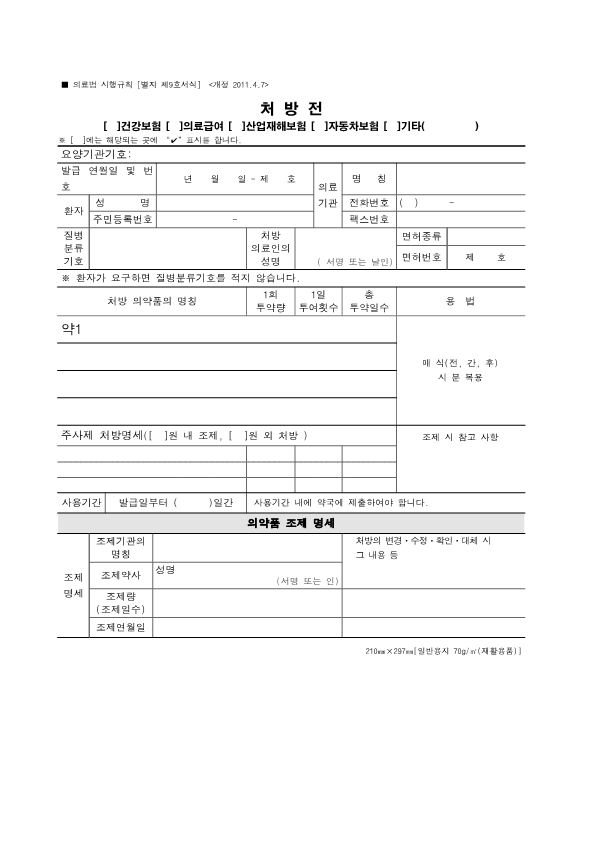 ■ 의료법 시행규칙 [별지 제9호서식] <개정 2011.4.7>
처 방 전
[ ]건강보험 [ ]의료급여 [ ]산업재해보험 [ ]자동차보험 [ ]기타( )
※ [ ]에는 해당되는 곳에 "✔" 표시를 합니다.
요양기관기호:
발급 연월일 및 번호
년 월 일 - 제 호
의료기관
명 칭
환자
성 명
전화번호
( ) -
주민등록번호
-
팩스번호
질병분류기호
처방의료인의성명
( 서명 또는 날인)
면허종류
면허번호
제 호
※ 환자가 요구하면 질병분류기호를 적지 않습니다.
처방 의약품의 명칭
1회투약량
1일투여횟수
총투약일수
용 법
약1
매 식(전, 간, 후)
시 분 복용
주사제 처방명세([ ]원 내 조제, [ ]원 외 처방 )
조제 시 참고 사항
사용기간
발급일부터 ( )일간
사용기간 내에 약국에 제출하여야 합니다.
의약품 조제 명세
조제명세
조제기관의명칭
처방의 변경·수정·확인·대체 시
그 내용 등
조제약사
성명
(서명 또는 인)
조제량
(조제일수)
조제연월일
210㎜×297㎜[일반용지 70g/㎡(재활용품)]